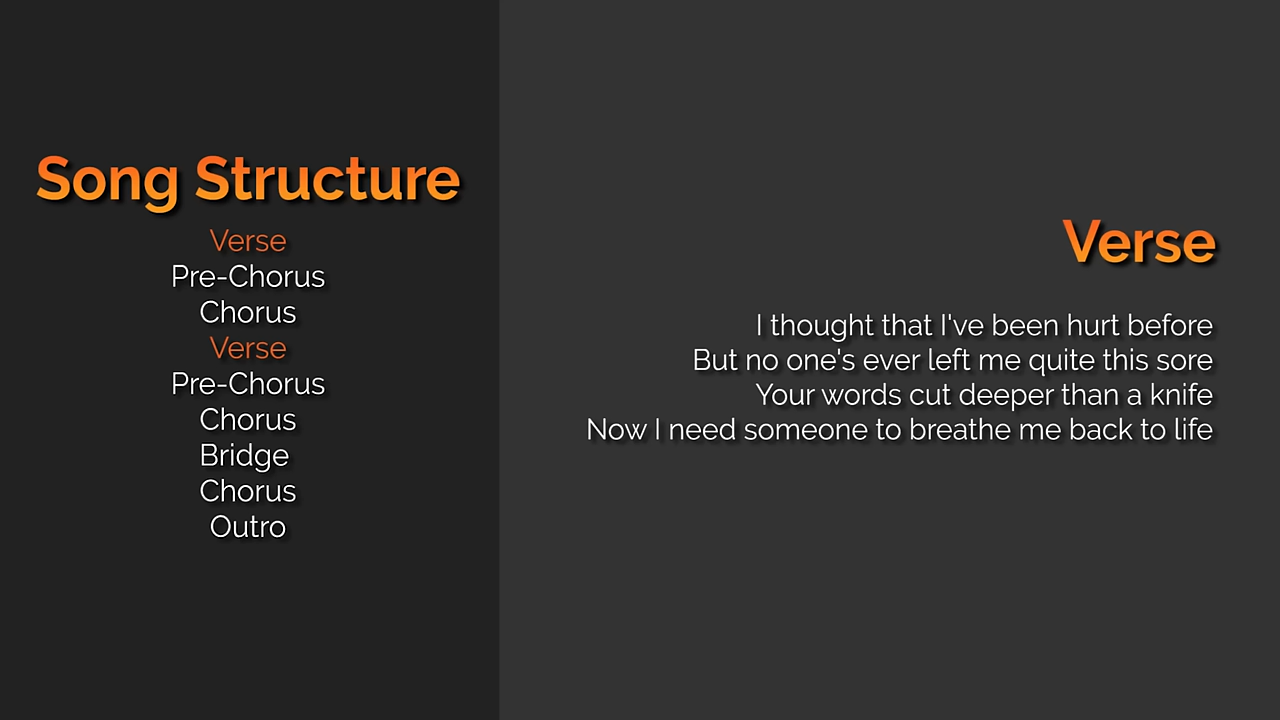 Song Structure
Verse
Pre-Chorus
Chorus
Verse
Pre-Chorus
Chorus
Bridge
Chorus
Outro
Verse
I thought that I've been hurt before
But no one's ever left me quite this sore
Your words cut deeper than a knife
Now I need someone to breathe me back to life